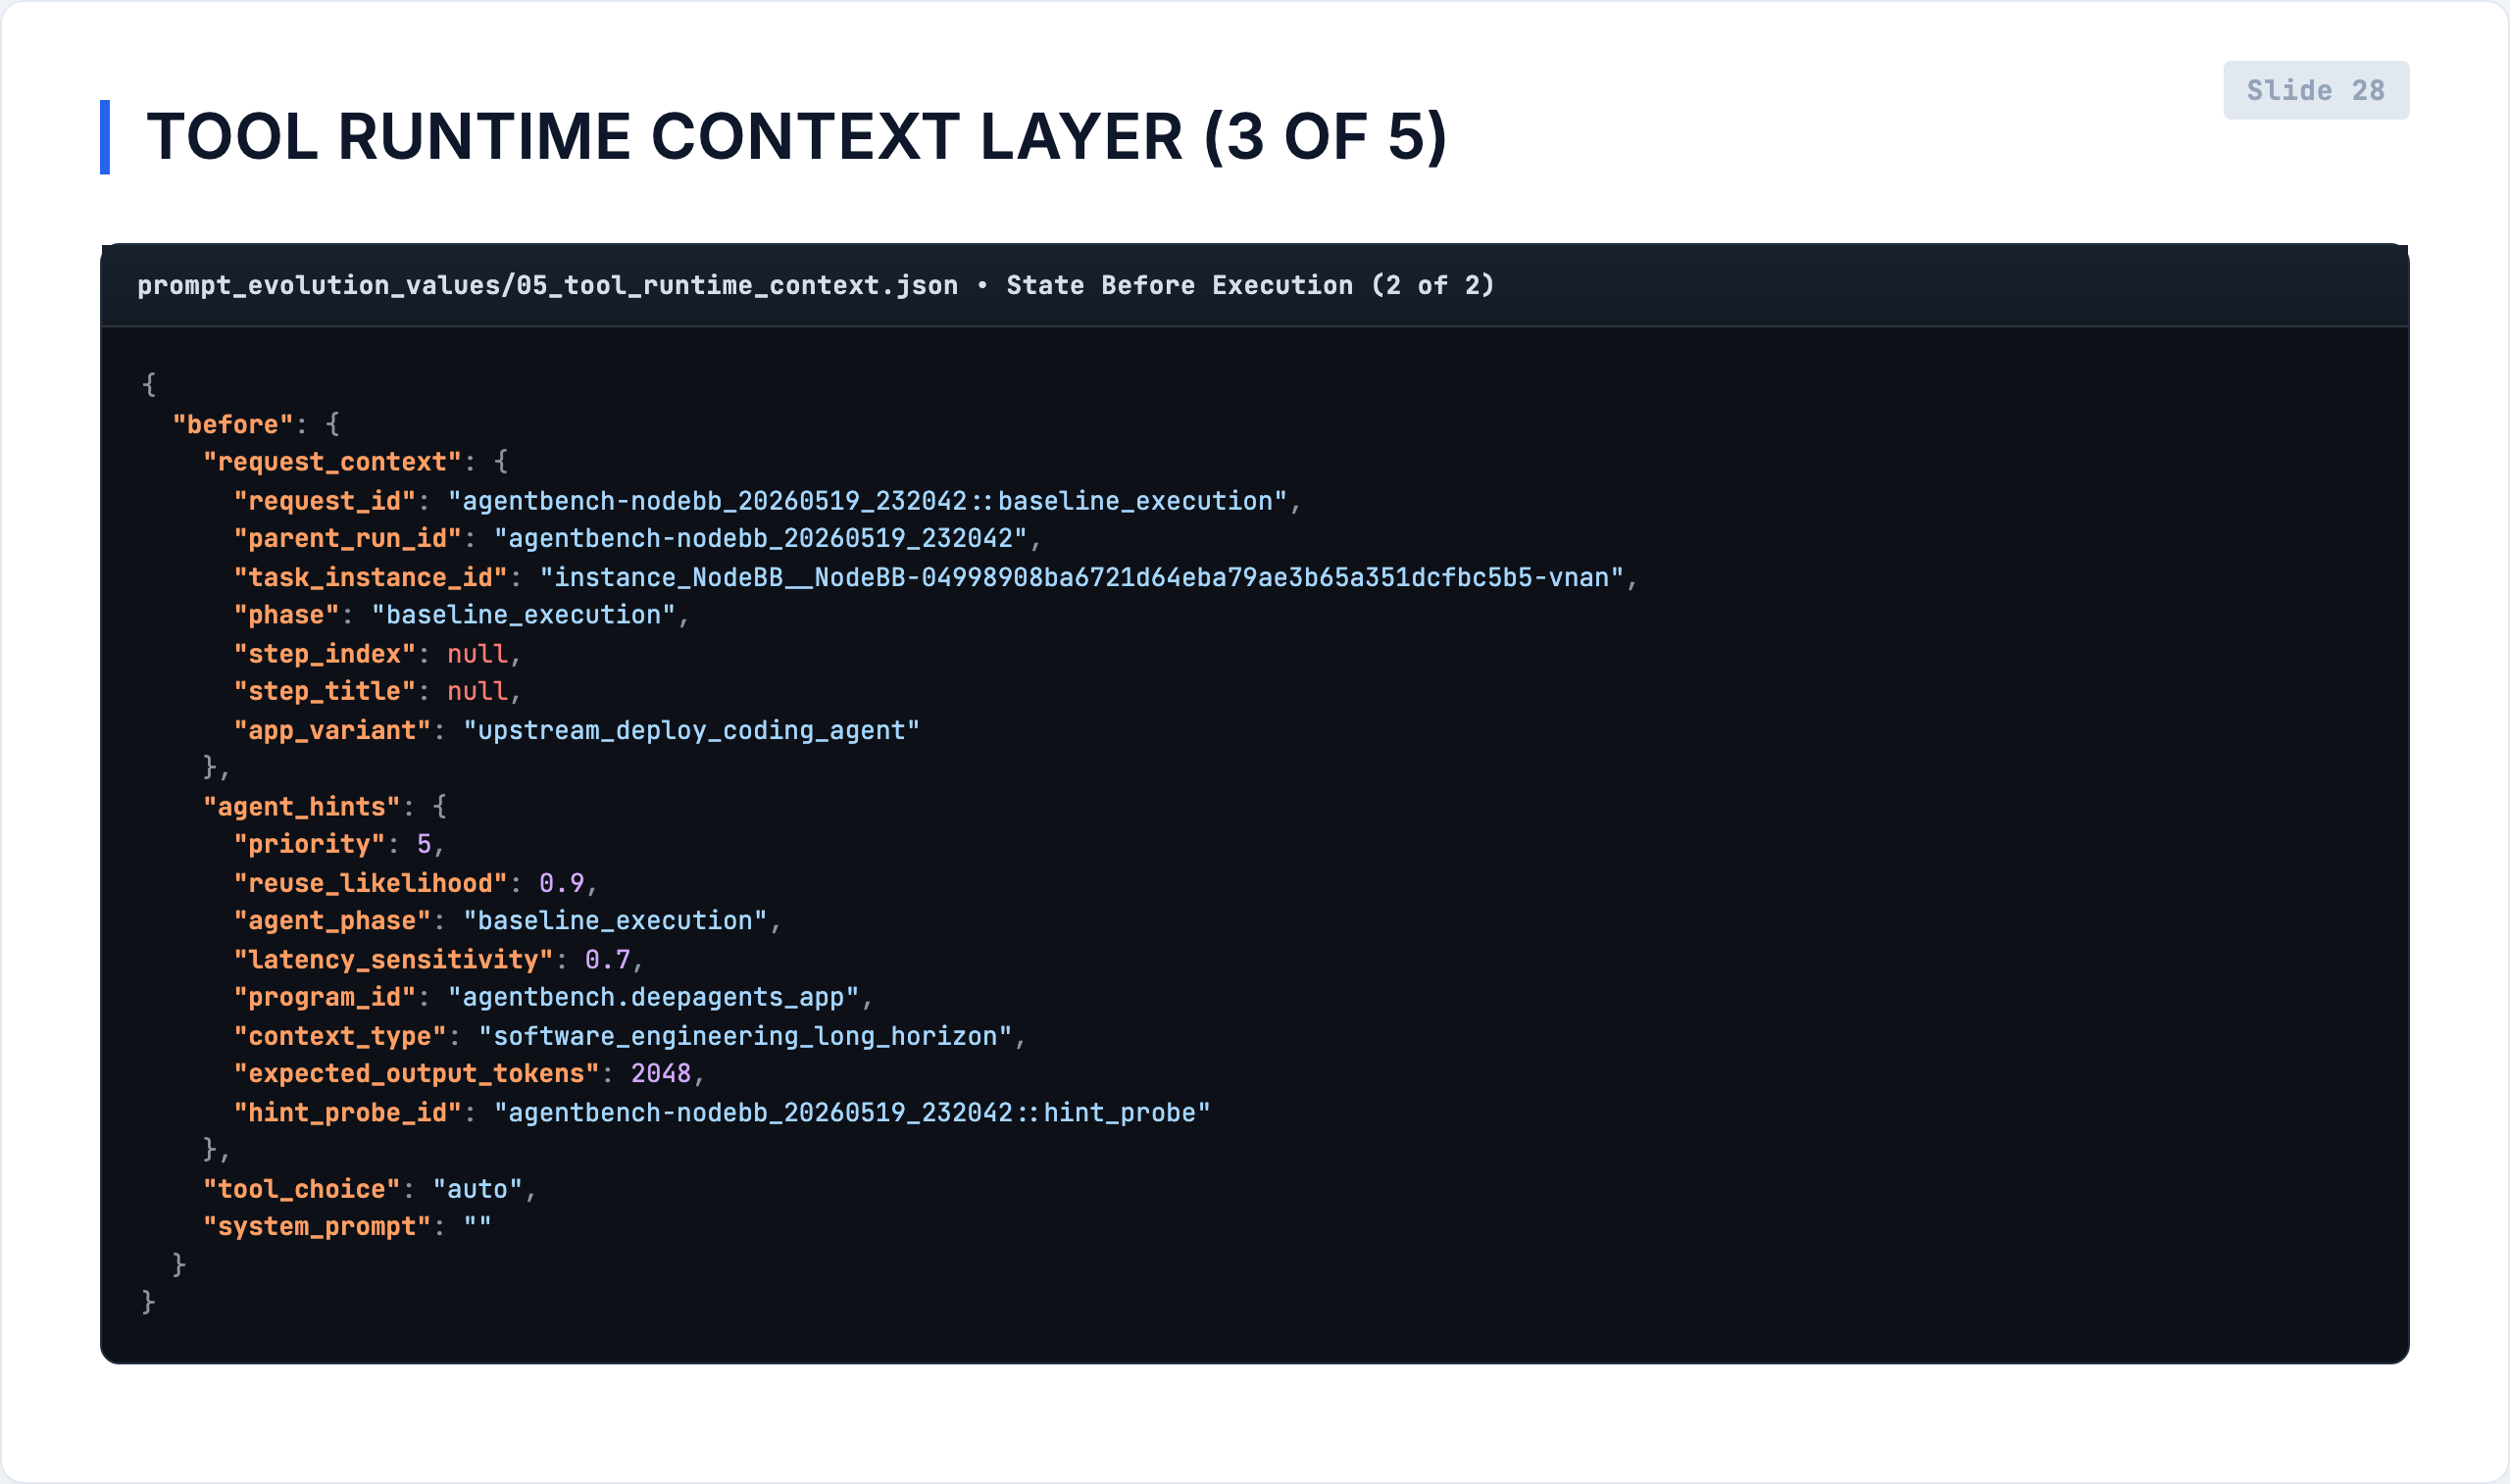 Slide 28
TOOL RUNTIME CONTEXT LAYER (3 OF 5)
prompt_evolution_values/05_tool_runtime_context.json • State Before Execution (2 of 2)
{
  "before": {
    "request_context": {
      "request_id": "agentbench-nodebb_20260519_232042::baseline_execution",
      "parent_run_id": "agentbench-nodebb_20260519_232042",
      "task_instance_id": "instance_NodeBB__NodeBB-04998908ba6721d64eba79ae3b65a351dcfbc5b5-vnan",
      "phase": "baseline_execution",
      "step_index": null,
      "step_title": null,
      "app_variant": "upstream_deploy_coding_agent"
    },
    "agent_hints": {
      "priority": 5,
      "reuse_likelihood": 0.9,
      "agent_phase": "baseline_execution",
      "latency_sensitivity": 0.7,
      "program_id": "agentbench.deepagents_app",
      "context_type": "software_engineering_long_horizon",
      "expected_output_tokens": 2048,
      "hint_probe_id": "agentbench-nodebb_20260519_232042::hint_probe"
    },
    "tool_choice": "auto",
    "system_prompt": ""
  }
}